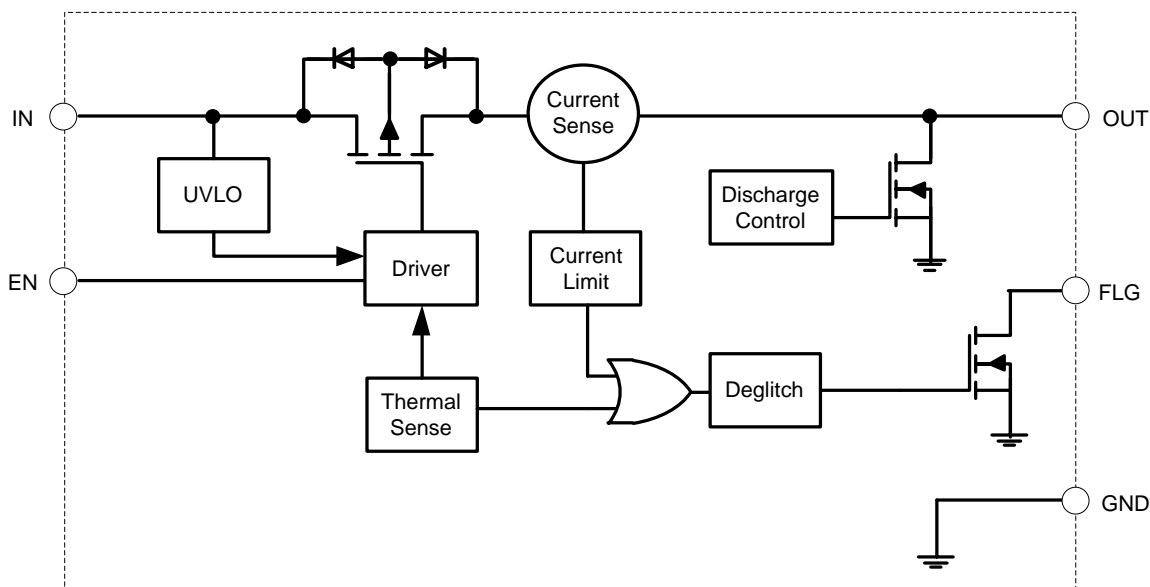 Current
Sense
IN
OUT
UVLO
Discharge
Control
Driver
Current
Limit
EN
FLG
Thermal
Sense
Deglitch
GND